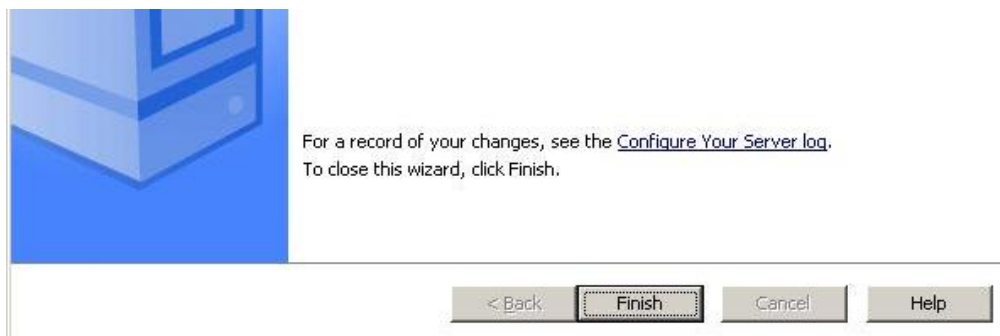 For a record of your changes, see the Configure Your Server log.
To close this wizard, click Finish.
< Back Finish Cancel Help